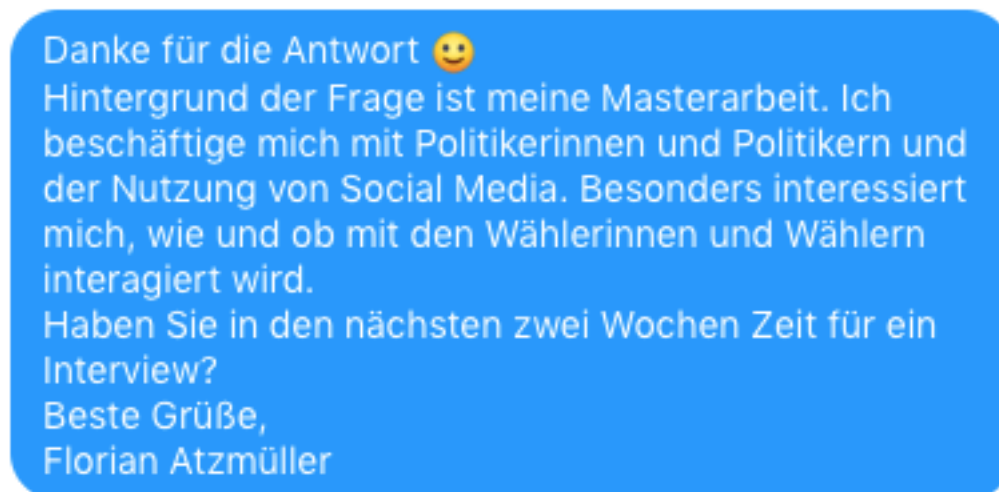 Danke für die Antwort 🙂
Hintergrund der Frage ist meine Masterarbeit. Ich
beschäftige mich mit Politikerinnen und Politikern und
der Nutzung von Social Media. Besonders interessiert
mich, wie und ob mit den Wählerinnen und Wählern
interagiert wird.
Haben Sie in den nächsten zwei Wochen Zeit für ein
Interview?
Beste Grüße,
Florian Atzmüller